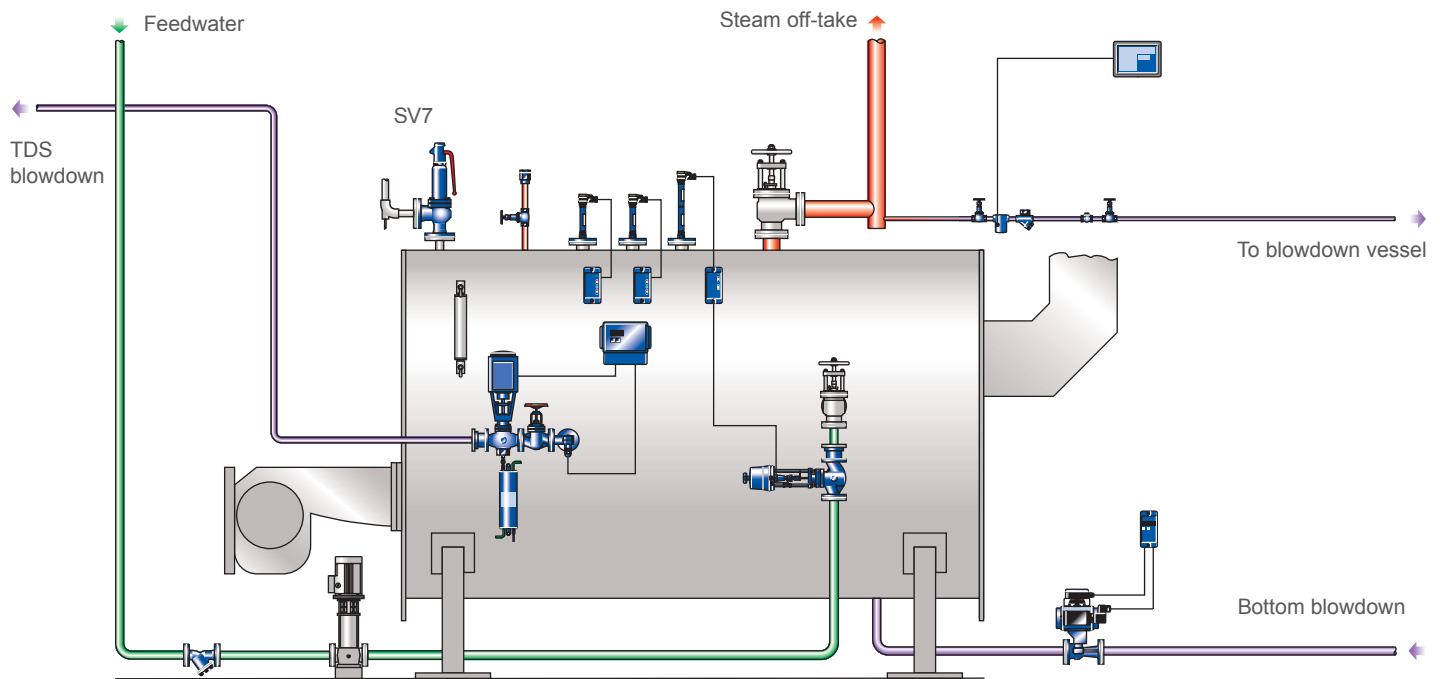 Feedwater
Steam off-take
SV7
TDS
blowdown
To blowdown vessel
Bottom blowdown